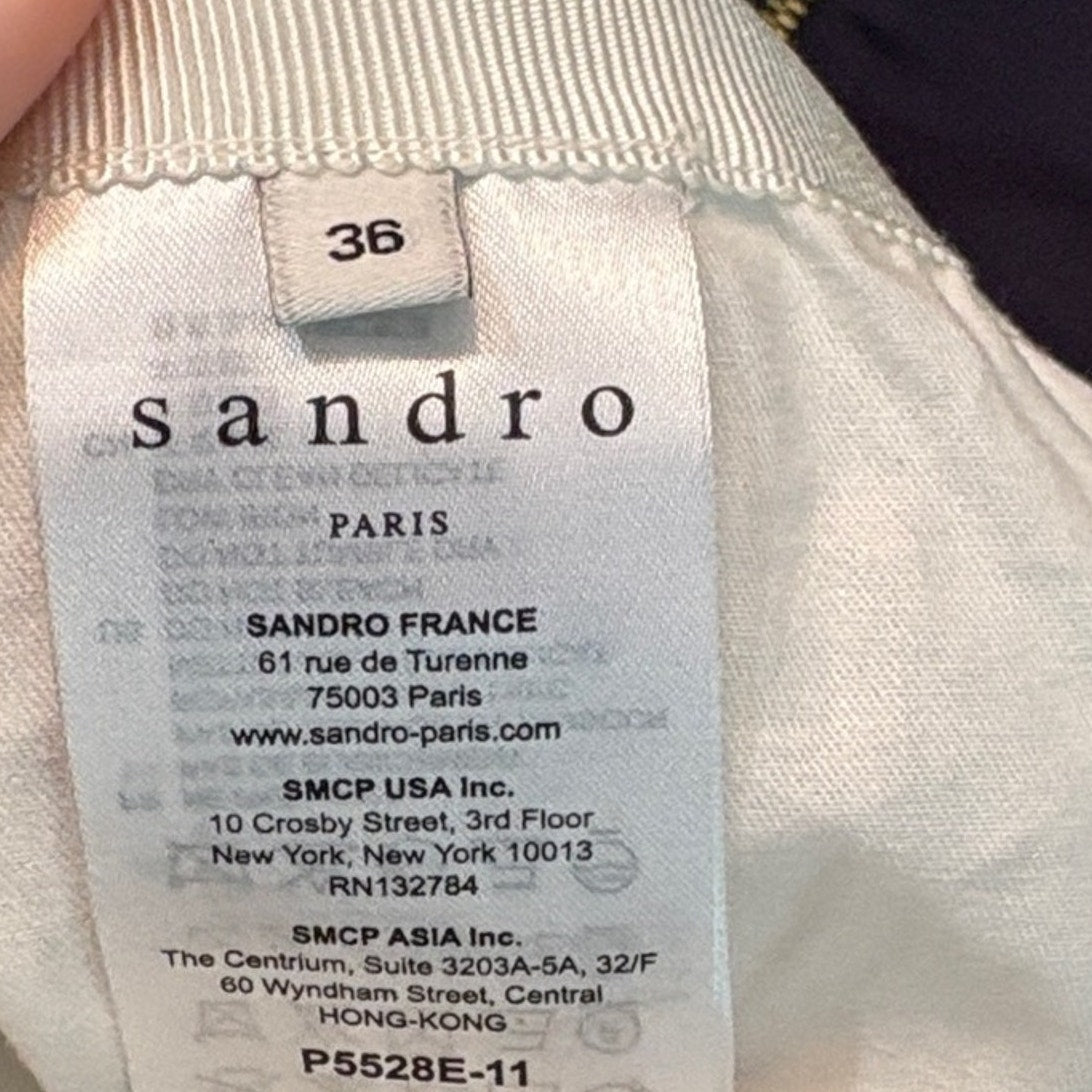 36
sandro
PARIS
SANDRO FRANCE
61 rue de Turenne
75003 Paris
www.sandro-paris.com
SMCP USA Inc.
10 Crosby Street, 3rd Floor
New York, New York 10013
RN132784
SMCP ASIA Inc.
The Centrium, Suite 3203A-5A, 32/F
60 Wyndham Street, Central
HONG-KONG
P5528E-11